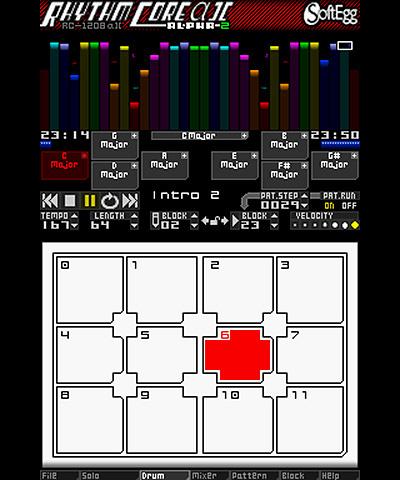 RHYTHM CORE αIC
RC-1208αIC ALPHA-2
SoftEgg
23:14 23:50
G Major + C Major + B Major +
C Major + A Major + E Major + G# Major +
D Major + F# Major +
Intro 2 PAT.STEP 0029 PAT.RUN ON OFF
TEMPO 167 LENGTH 64 BLOCK 02 BLOCK 23 VELOCITY
0 1 2 3
4 5 6 7
8 9 10 11
File Solo Drum Mixer Pattern Block Help